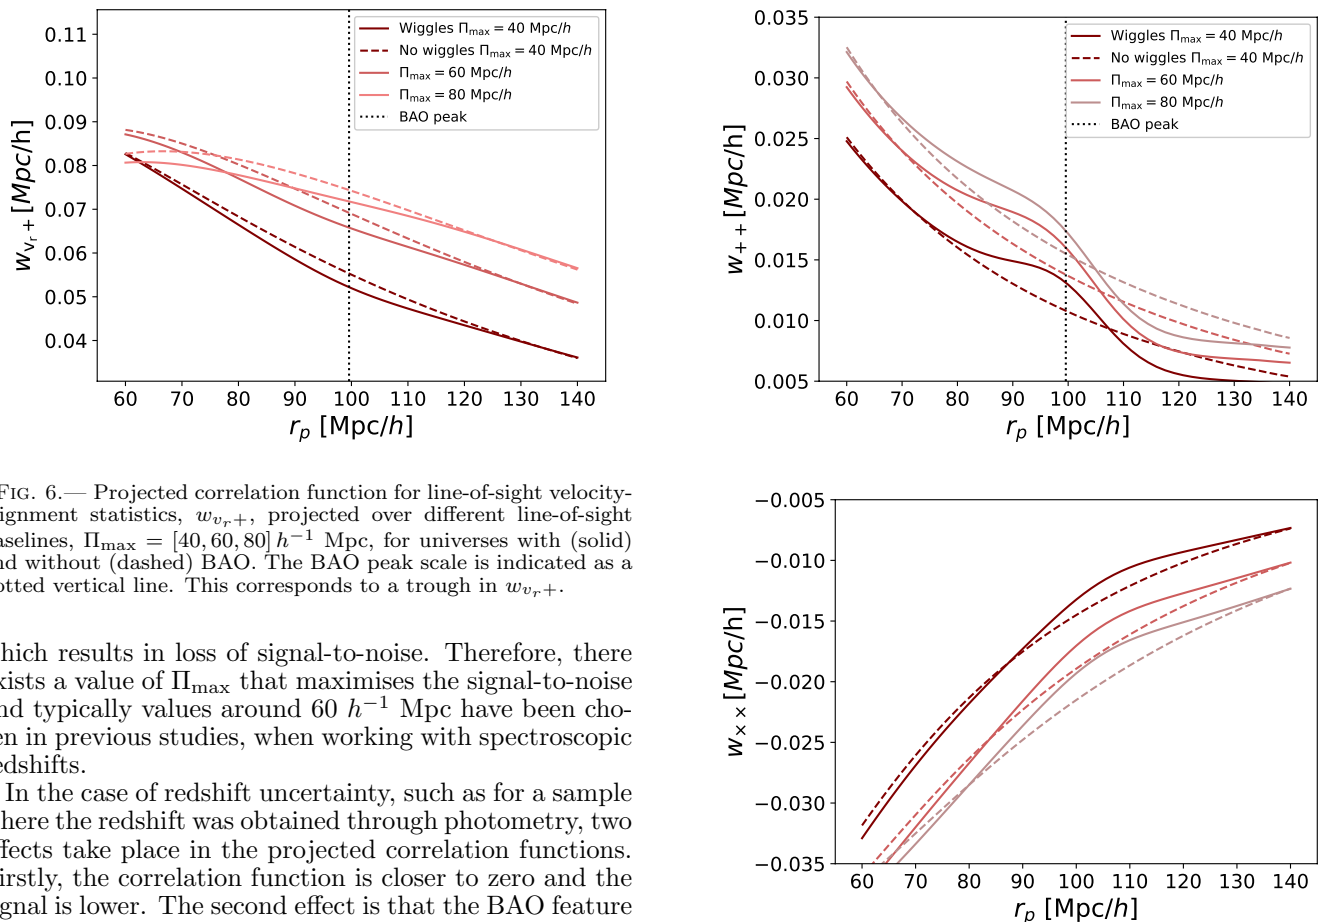 0.11
0.10
0.09
0.08
0.07
0.06
0.05
0.04
w_{v_r+} [Mpc/h]
60 70 80 90 100 110 120 130 140
r_p [Mpc/h]
Wiggles Π_max = 40 Mpc/h
No wiggles Π_max = 40 Mpc/h
Π_max = 60 Mpc/h
Π_max = 80 Mpc/h
BAO peak
FIG. 6.— Projected correlation function for line-of-sight velocity-
ignment statistics, w_{v_r+}, projected over different line-of-sight
aselines, Π_max = [40, 60, 80] h^{−1} Mpc, for universes with (solid)
nd without (dashed) BAO. The BAO peak scale is indicated as a
otted vertical line. This corresponds to a trough in w_{v_r+}.
hich results in loss of signal-to-noise. Therefore, there
xists a value of Π_max that maximises the signal-to-noise
nd typically values around 60 h^{−1} Mpc have been cho-
en in previous studies, when working with spectroscopic
edshifts.
In the case of redshift uncertainty, such as for a sample
here the redshift was obtained through photometry, two
ffects take place in the projected correlation functions.
irstly, the correlation function is closer to zero and the
gnal is lower. The second effect is that the BAO feature
0.035
0.030
0.025
0.020
0.015
0.010
0.005
w_{++} [Mpc/h]
60 70 80 90 100 110 120 130 140
r_p [Mpc/h]
Wiggles Π_max = 40 Mpc/h
No wiggles Π_max = 40 Mpc/h
Π_max = 60 Mpc/h
Π_max = 80 Mpc/h
BAO peak
−0.005
−0.010
−0.015
−0.020
−0.025
−0.030
−0.035
w_{××} [Mpc/h]
60 70 80 90 100 110 120 130 140
r_p [Mpc/h]